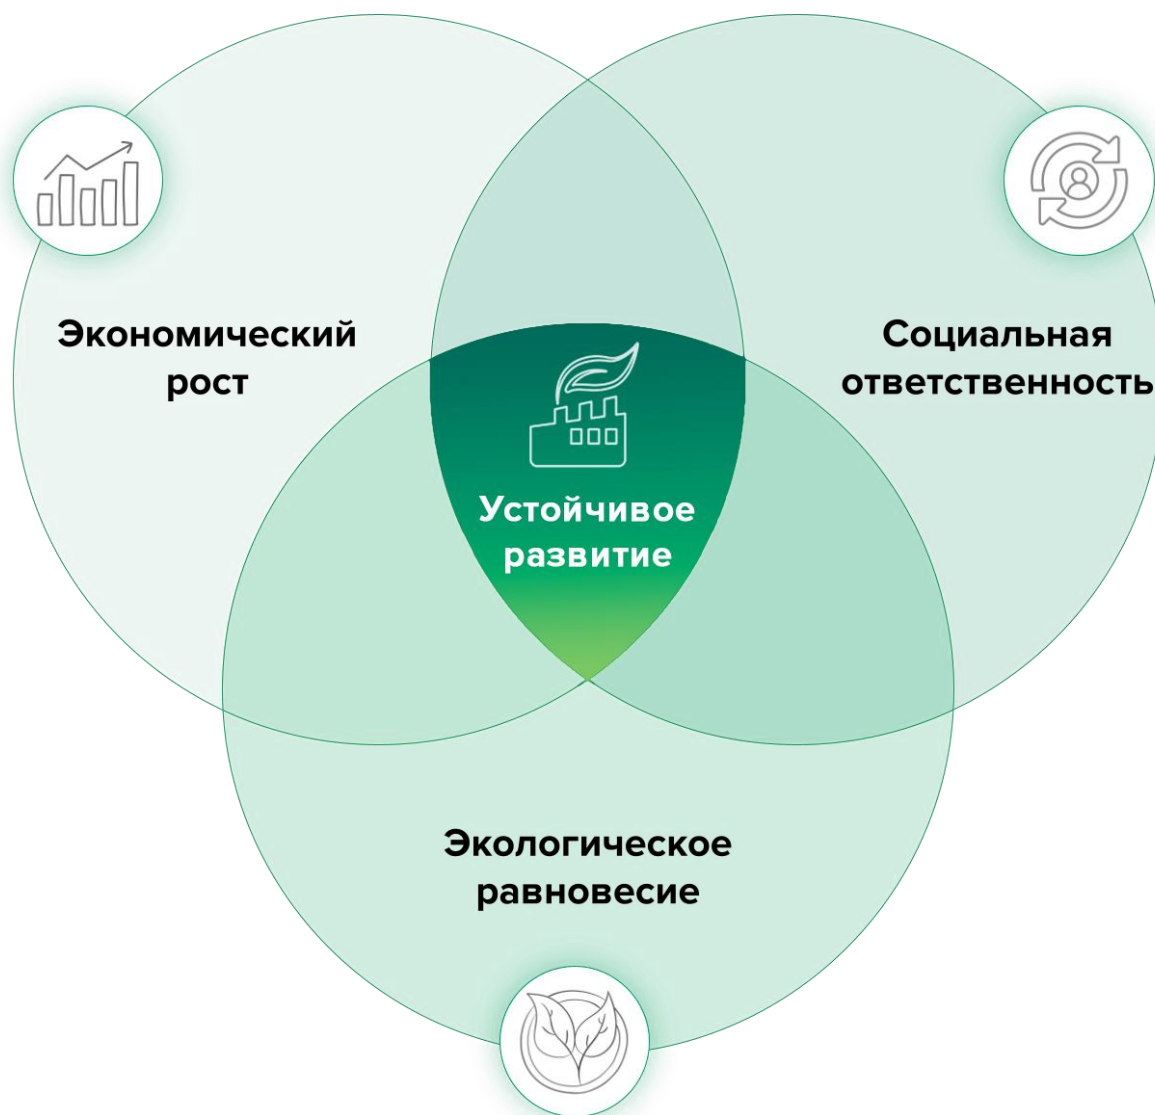 Экономический
рост
Социальная
ответственность
Устойчивое
развитие
Экологическое
равновесие